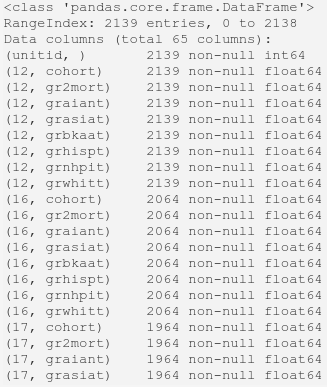 <class 'pandas.core.frame.DataFrame'>
RangeIndex: 2139 entries, 0 to 2138
Data columns (total 65 columns):
(unitid, )       2139 non-null int64
(12, cohort)     2139 non-null float64
(12, gr2mort)    2139 non-null float64
(12, graiant)    2139 non-null float64
(12, grasiat)    2139 non-null float64
(12, grbkaat)    2139 non-null float64
(12, grhispt)    2139 non-null float64
(12, grnhpit)    2139 non-null float64
(12, grwhitt)    2139 non-null float64
(16, cohort)     2064 non-null float64
(16, gr2mort)    2064 non-null float64
(16, graiant)    2064 non-null float64
(16, grasiat)    2064 non-null float64
(16, grbkaat)    2064 non-null float64
(16, grhispt)    2064 non-null float64
(16, grnhpit)    2064 non-null float64
(16, grwhitt)    2064 non-null float64
(17, cohort)     1964 non-null float64
(17, gr2mort)    1964 non-null float64
(17, graiant)    1964 non-null float64
(17, grasiat)    1964 non-null float64